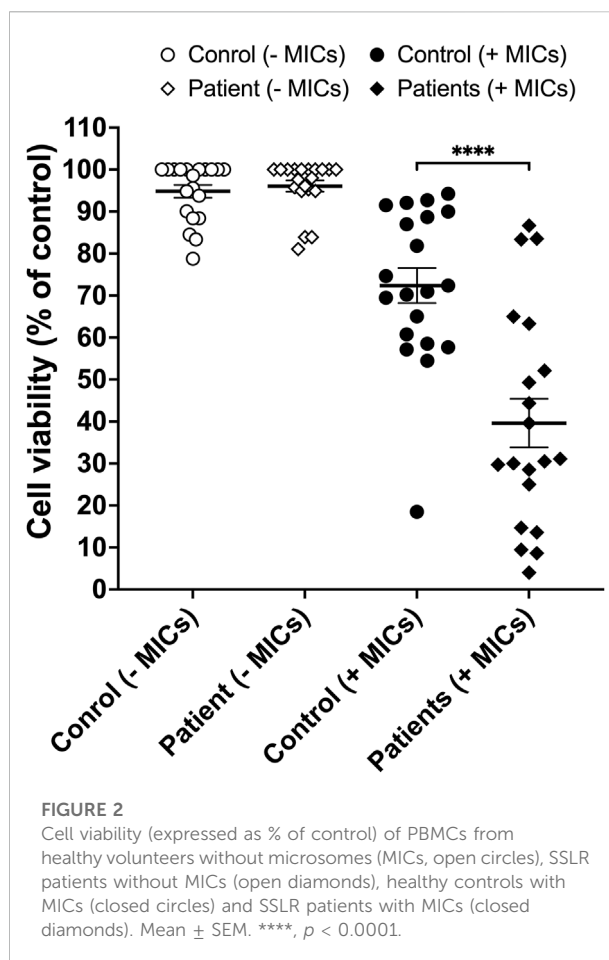 Conrol (- MICs) Control (+ MICs)
Patient (- MICs) Patients (+ MICs)
****
Cell viability (% of control)
110
100
90
80
70
60
50
40
30
20
10
0
Conrol (- MICs)
Patient (- MICs)
Control (+ MICs)
Patients (+ MICs)
FIGURE 2
Cell viability (expressed as % of control) of PBMCs from
healthy volunteers without microsomes (MICs, open circles), SSLR
patients without MICs (open diamonds), healthy controls with
MICs (closed circles) and SSLR patients with MICs (closed
diamonds). Mean ± SEM. ****, p < 0.0001.